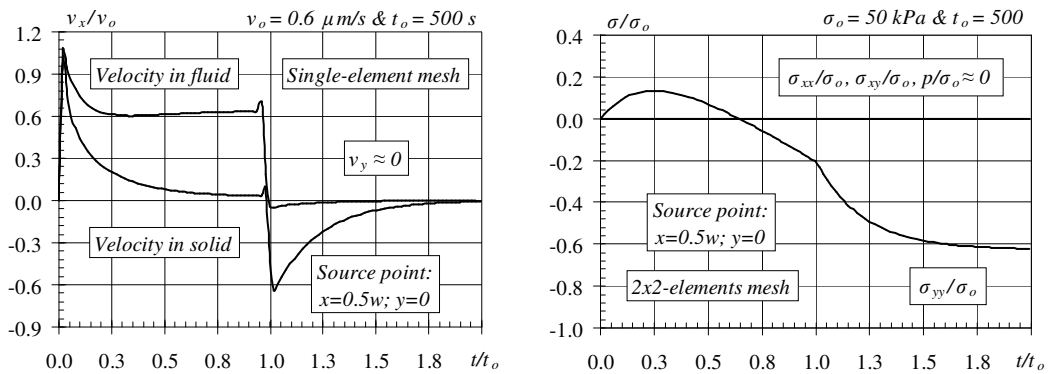 v_x/v_o
v_o = 0.6 μm/s & t_o = 500 s
1.2
0.9
0.6
0.3
0.0
-0.3
-0.6
-0.9
Velocity in fluid
Single-element mesh
v_y ≈ 0
Velocity in solid
Source point:
x=0.5w; y=0
0.0 0.3 0.5 0.8 1.0 1.3 1.5 1.8 t/t_o
σ/σ_o
σ_o = 50 kPa & t_o = 500
0.4
0.2
0.0
-0.2
-0.4
-0.6
-0.8
-1.0
σ_xx/σ_o, σ_xy/σ_o, p/σ_o ≈ 0
Source point:
x=0.5w; y=0
2x2-elements mesh
σ_yy/σ_o
0.0 0.3 0.5 0.8 1.0 1.3 1.5 1.8 t/t_o